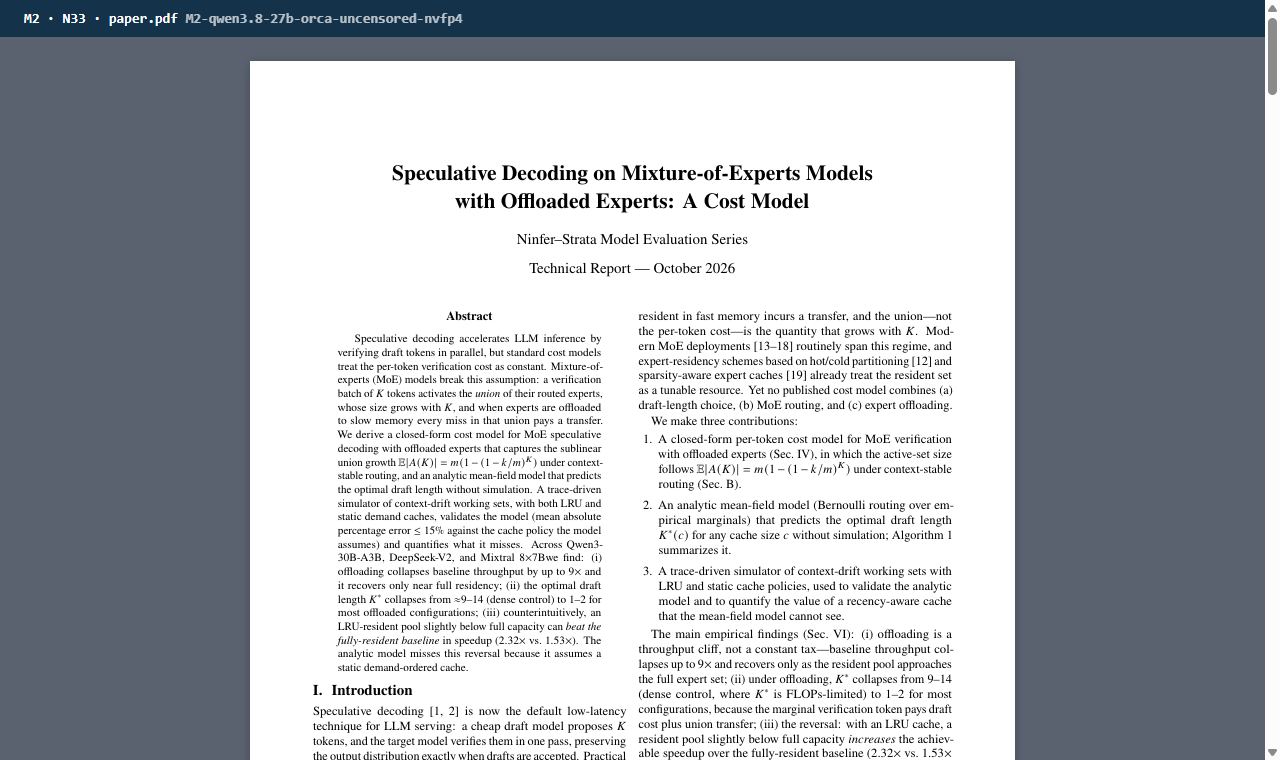 M2 · N33 · paper.pdf M2-qwen3.8-27b-orca-uncensored-nvfp4
Speculative Decoding on Mixture-of-Experts Models
with Offloaded Experts: A Cost Model
Ninfer–Strata Model Evaluation Series
Technical Report — October 2026
Abstract
Speculative decoding accelerates LLM inference by
verifying draft tokens in parallel, but standard cost models
treat the per-token verification cost as constant. Mixture-of-
experts (MoE) models break this assumption: a verification
batch of K tokens activates the union of their routed experts,
whose size grows with K, and when experts are offloaded
to slow memory every miss in that union pays a transfer.
We derive a closed-form cost model for MoE speculative
decoding with offloaded experts that captures the sublinear
union growth 𝔼|A(K)| = m(1 − (1 − k/m)^K) under context-
stable routing, and an analytic mean-field model that predicts
the optimal draft length without simulation. A trace-driven
simulator of context-drift working sets, with both LRU and
static demand caches, validates the model (mean absolute
percentage error ≤ 15% against the cache policy the model
assumes) and quantifies what it misses. Across Qwen3-
30B-A3B, DeepSeek-V2, and Mixtral 8×7Bwe find: (i)
offloading collapses baseline throughput by up to 9× and
it recovers only near full residency; (ii) the optimal draft
length K* collapses from ≈9–14 (dense control) to 1–2 for
most offloaded configurations; (iii) counterintuitively, an
LRU-resident pool slightly below full capacity can beat the
fully-resident baseline in speedup (2.32× vs. 1.53×). The
analytic model misses this reversal because it assumes a
static demand-ordered cache.
I. Introduction
Speculative decoding [1, 2] is now the default low-latency
technique for LLM serving: a cheap draft model proposes K
tokens, and the target model verifies them in one pass, preserving
the output distribution exactly when drafts are accepted. Practical
resident in fast memory incurs a transfer, and the union—not
the per-token cost—is the quantity that grows with K. Mod-
ern MoE deployments [13–18] routinely span this regime, and
expert-residency schemes based on hot/cold partitioning [12] and
sparsity-aware expert caches [19] already treat the resident set
as a tunable resource. Yet no published cost model combines (a)
draft-length choice, (b) MoE routing, and (c) expert offloading.
We make three contributions:
1. A closed-form per-token cost model for MoE verification
with offloaded experts (Sec. IV), in which the active-set size
follows 𝔼|A(K)| = m(1 − (1 − k/m)^K) under context-stable
routing (Sec. B).
2. An analytic mean-field model (Bernoulli routing over em-
pirical marginals) that predicts the optimal draft length
K*(c) for any cache size c without simulation; Algorithm 1
summarizes it.
3. A trace-driven simulator of context-drift working sets with
LRU and static cache policies, used to validate the analytic
model and to quantify the value of a recency-aware cache
that the mean-field model cannot see.
The main empirical findings (Sec. VI): (i) offloading is a
throughput cliff, not a constant tax—baseline throughput col-
lapses up to 9× and recovers only as the resident pool approaches
the full expert set; (ii) under offloading, K* collapses from 9–14
(dense control, where K* is FLOPs-limited) to 1–2 for most
configurations, because the marginal verification token pays draft
cost plus union transfer; (iii) the reversal: with an LRU cache, a
resident pool slightly below full capacity increases the achiev-
able speedup over the fully-resident baseline (2.32× vs. 1.53×